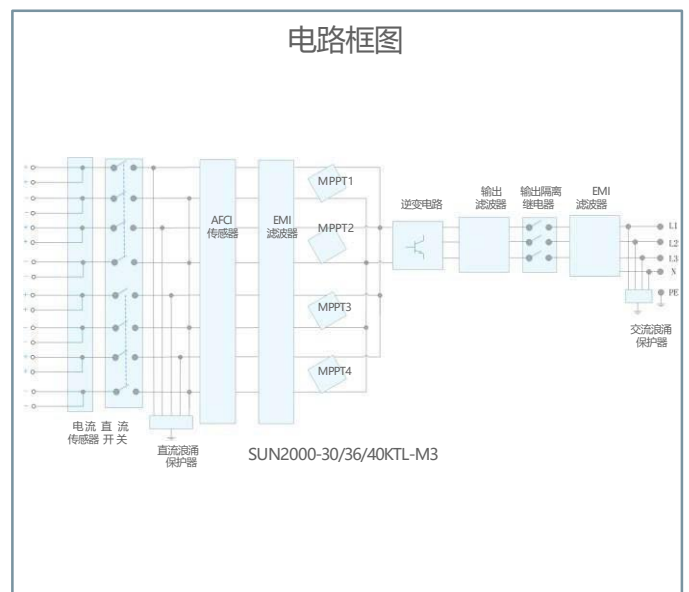 电路框图
MPPT1
MPPT2
MPPT3
MPPT4
AFCI
传感器
EMI
滤波器
逆变电路
输出
滤波器
输出隔离
继电器
EMI
滤波器
L1
L2
L3
N
PE
交流浪涌
保护器
电流 直 流
传感器 开 关
直流浪涌
保护器
SUN2000-30/36/40KTL-M3